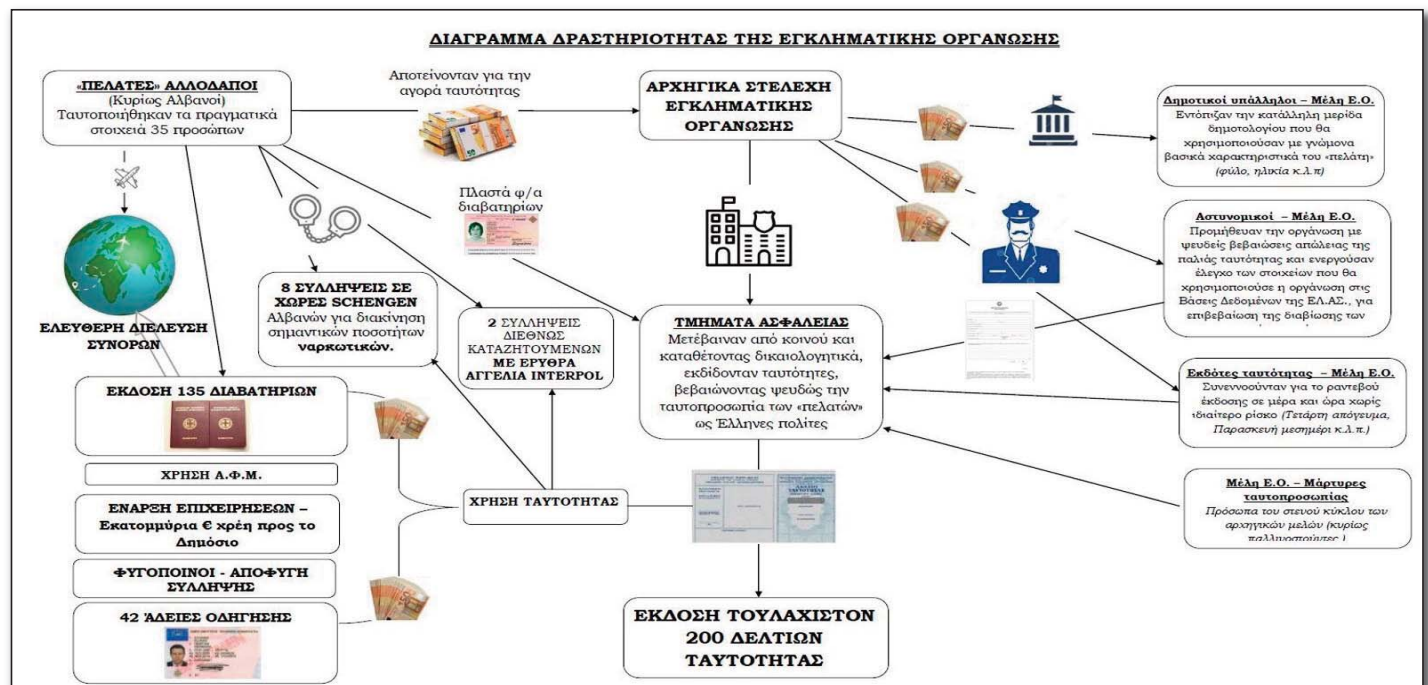 ΔΙΑΓΡΑΜΜΑ ΔΡΑΣΤΗΡΙΟΤΗΤΑΣ ΤΗΣ ΕΓΚΛΗΜΑΤΙΚΗΣ ΟΡΓΑΝΩΣΗΣ
«ΠΕΛΑΤΕΣ» ΑΛΛΟΔΑΠΟΙ
(Κυρίως Αλβανοί)
Ταυτοποιήθηκαν τα πραγματικά
στοιχειά 35 προσώπων
Αποτείνονταν για την
αγορά ταυτότητας
ΑΡΧΗΓΙΚΑ ΣΤΕΛΕΧΗ
ΕΓΚΛΗΜΑΤΙΚΗΣ
ΟΡΓΑΝΩΣΗΣ
Δημοτικοί υπάλληλοι – Μέλη Ε.Ο.
Εντόπιζαν την κατάλληλη μερίδα
δημοτολογίου που θα
χρησιμοποιούσαν με γνώμονα
βασικά χαρακτηριστικά του «πελάτη»
(φύλο, ηλικία κ.λ.π)
Πλαστά φ/α
διαβατηρίων
Αστυνομικοί – Μέλη Ε.Ο.
Προμήθευαν την οργάνωση με
ψευδείς βεβαιώσεις απώλειας της
παλιάς ταυτότητας και ενεργούσαν
έλεγχο των στοιχείων που θα
χρησιμοποιούσε η οργάνωση στις
Βάσεις Δεδομένων της ΕΛ.ΑΣ., για
επιβεβαίωση της διαβίωσης των
ΕΛΕΥΘΕΡΗ ΔΙΕΛΕΥΣΗ
ΣΥΝΟΡΩΝ
8 ΣΥΛΛΗΨΕΙΣ ΣΕ
ΧΩΡΕΣ SCHENGEN
Αλβανών για διακίνηση
σημαντικών ποσοτήτων
ναρκωτικών.
2 ΣΥΛΛΗΨΕΙΣ
ΔΙΕΘΝΩΣ
ΚΑΤΑΖΗΤΟΥΜΕΝΩΝ
ΜΕ ΕΡΥΘΡΑ
ΑΓΓΕΛΙΑ INTERPOL
ΤΜΗΜΑΤΑ ΑΣΦΑΛΕΙΑΣ
Μετέβαιναν από κοινού και
καταθέτοντας δικαιολογητικά,
εκδίδονταν ταυτότητες,
βεβαιώνοντας ψευδώς την
ταυτοπροσωπία των «πελατών»
ως Έλληνες πολίτες
Εκδότες ταυτότητας – Μέλη Ε.Ο.
Συνεννοούνταν για το ραντεβού
έκδοσης σε μέρα και ώρα χωρίς
ιδιαίτερο ρίσκο (Τετάρτη απόγευμα,
Παρασκευή μεσημέρι κ.λ.π.)
ΕΚΔΟΣΗ 135 ΔΙΑΒΑΤΗΡΙΩΝ
ΧΡΗΣΗ Α.Φ.Μ.
ΕΝΑΡΞΗ ΕΠΙΧΕΙΡΗΣΕΩΝ –
Εκατομμύρια € χρέη προς το
Δημόσιο
ΦΥΓΟΠΟΙΝΟΙ - ΑΠΟΦΥΓΗ
ΣΥΛΛΗΨΗΣ
42 ΆΔΕΙΕΣ ΟΔΗΓΗΣΗΣ
ΧΡΗΣΗ ΤΑΥΤΟΤΗΤΑΣ
Μέλη Ε.Ο. – Μάρτυρες
ταυτοπροσωπίας
Πρόσωπα του στενού κύκλου των
αρχηγικών μελών (κυρίως
παλλινοστούντες )
ΕΚΔΟΣΗ ΤΟΥΛΑΧΙΣΤΟΝ
200 ΔΕΛΤΙΩΝ
ΤΑΥΤΟΤΗΤΑΣ